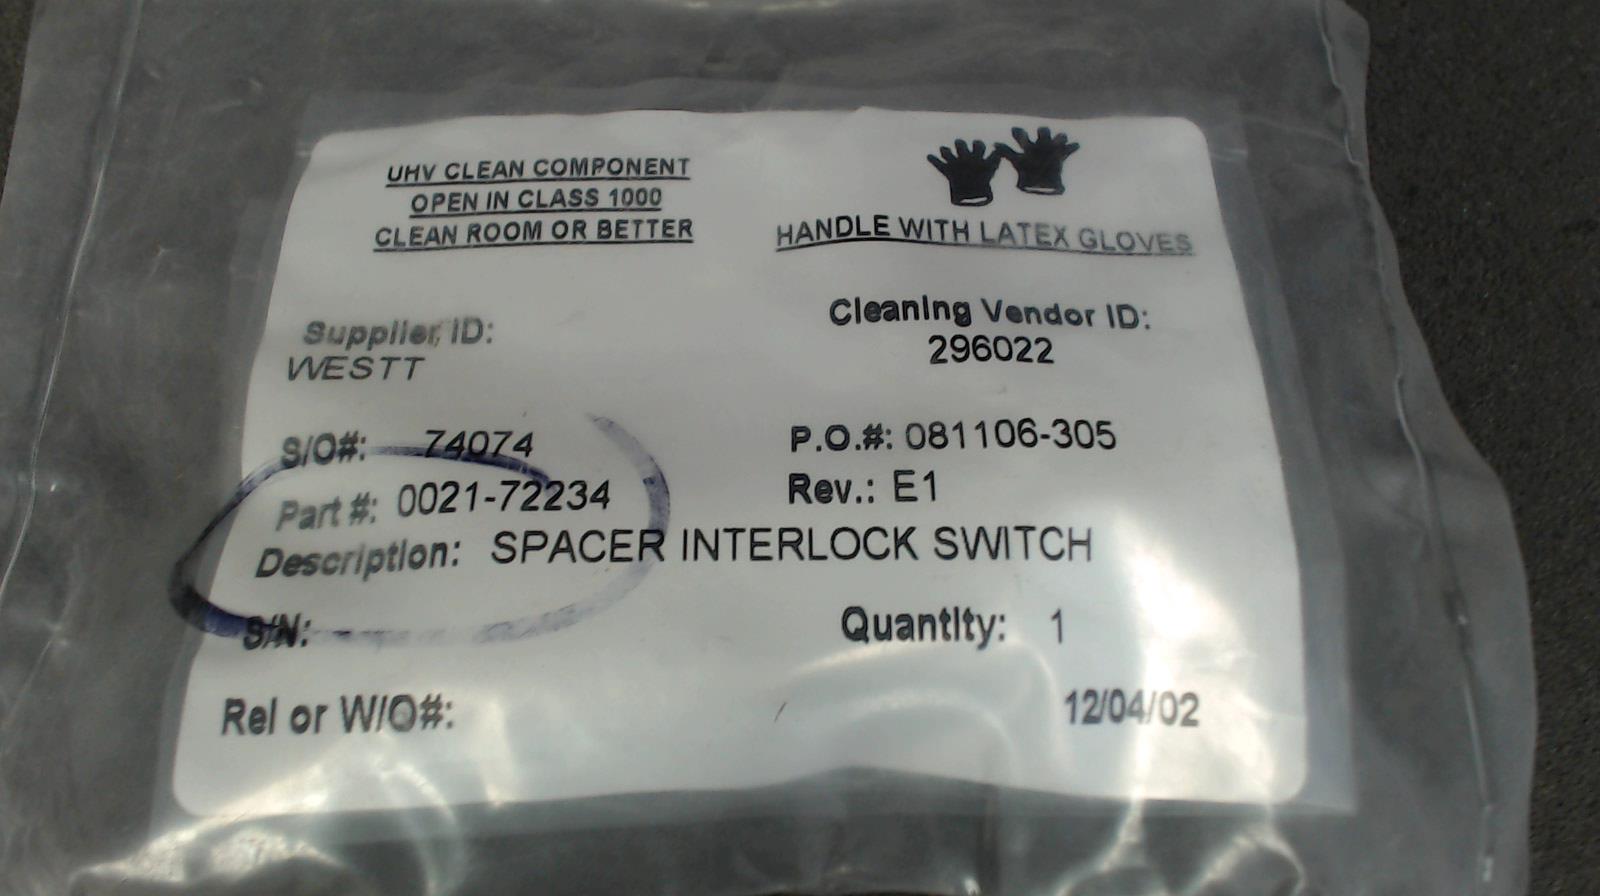 UHV CLEAN COMPONENT
OPEN IN CLASS 1000
CLEAN ROOM OR BETTER
HANDLE WITH LATEX GLOVES
Supplier ID:
WESTT
Cleaning Vendor ID:
296022
S/O#: 74074
P.O.#: 081106-305
Part #: 0021-72234
Rev.: E1
Description: SPACER INTERLOCK SWITCH
S/N:
Quantity: 1
Rel or W/O#:
12/04/02